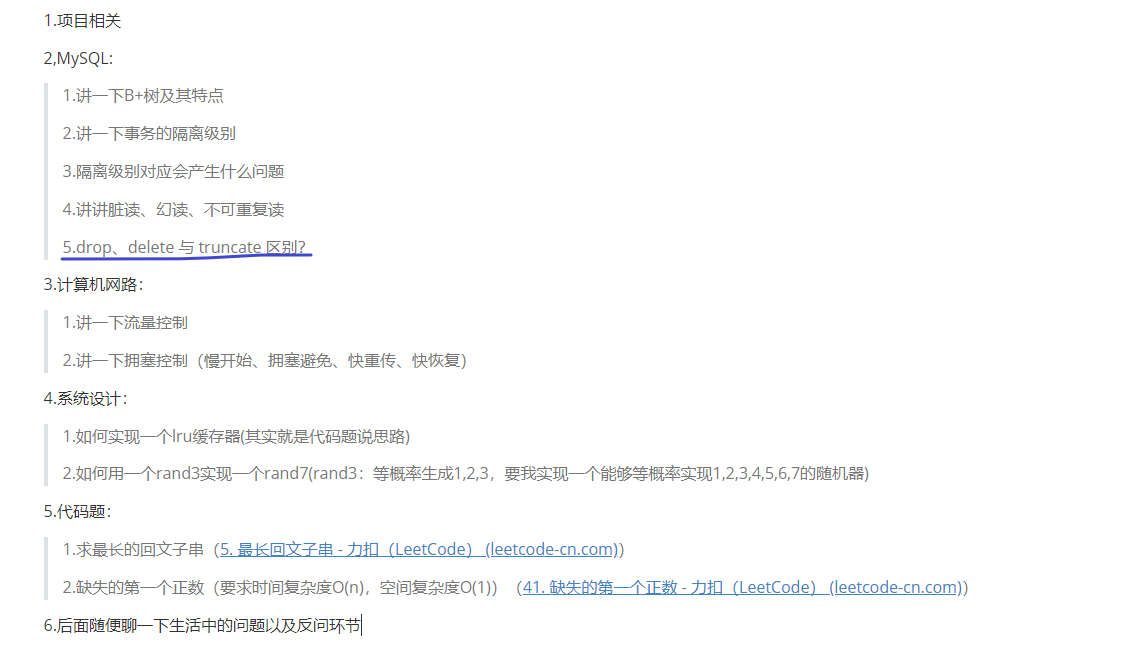 1.项目相关
2,MySQL:
1.讲一下B+树及其特点
2.讲一下事务的隔离级别
3.隔离级别对应会产生什么问题
4.讲讲脏读、幻读、不可重复读
5.drop、delete 与 truncate 区别？
3.计算机网路：
1.讲一下流量控制
2.讲一下拥塞控制（慢开始、拥塞避免、快重传、快恢复）
4.系统设计：
1.如何实现一个lru缓存器(其实就是代码题说思路)
2.如何用一个rand3实现一个rand7(rand3：等概率生成1,2,3，要我实现一个能够等概率实现1,2,3,4,5,6,7的随机器)
5.代码题：
1.求最长的回文子串（5. 最长回文子串 - 力扣（LeetCode） (leetcode-cn.com)）
2.缺失的第一个正数（要求时间复杂度O(n)，空间复杂度O(1)）（41. 缺失的第一个正数 - 力扣（LeetCode） (leetcode-cn.com)）
6.后面随便聊一下生活中的问题以及反问环节